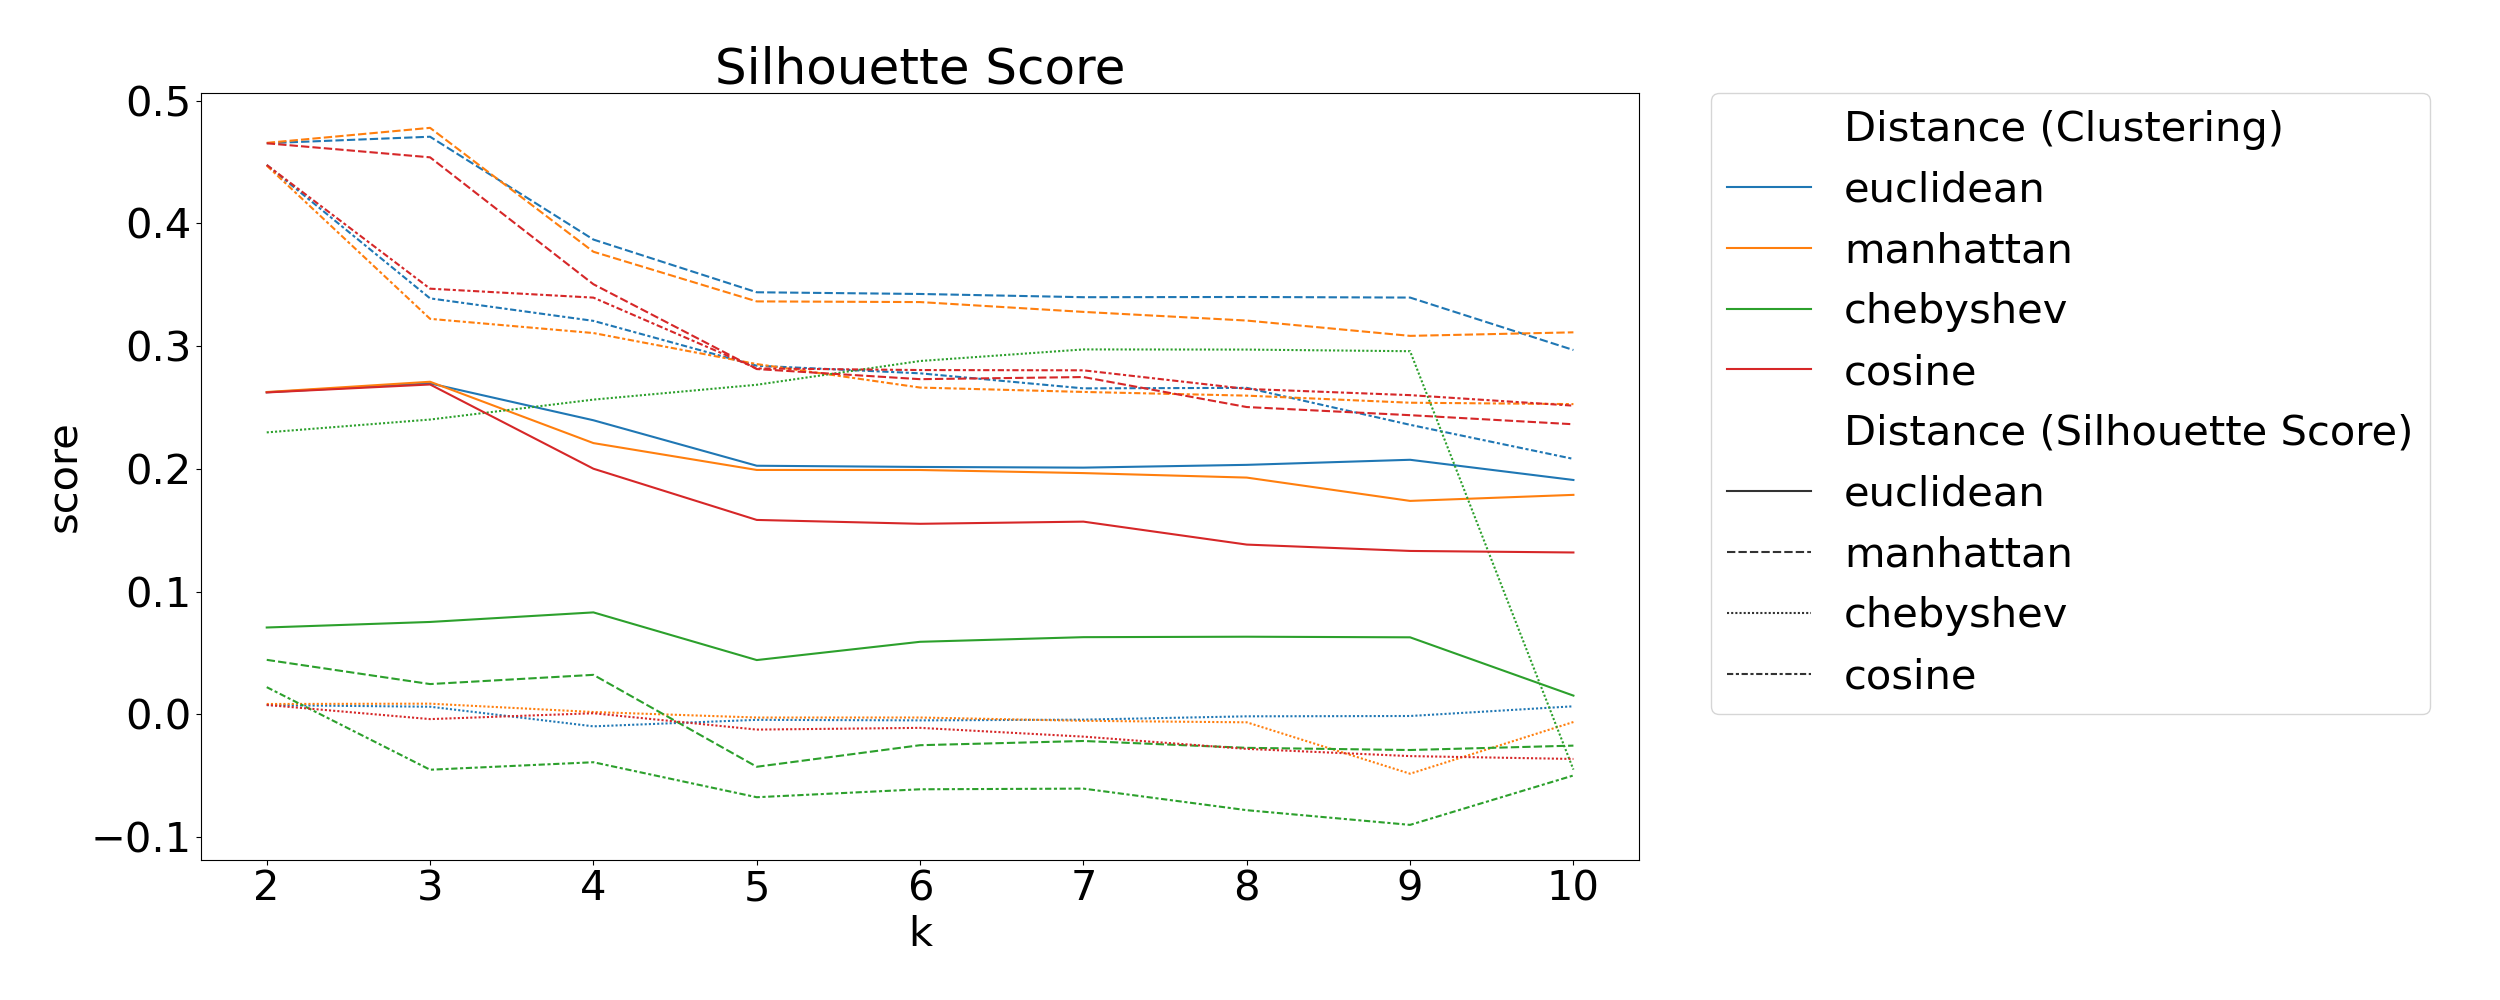 Silhouette Score
0.5
0.4
0.3
0.2
0.1
0.0
−0.1
score
2 3 4 5 6 7 8 9 10
k
Distance (Clustering)
euclidean
manhattan
chebyshev
cosine
Distance (Silhouette Score)
euclidean
manhattan
chebyshev
cosine